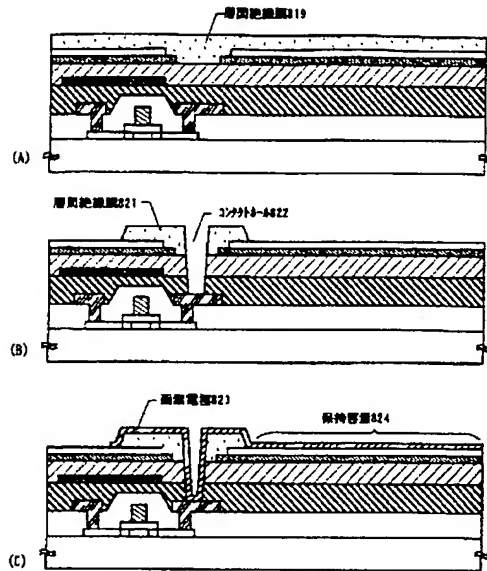 層間絶縁膜819
(A)
層間絶縁膜821
コンタクトホール822
(B)
画素電極823
保持容量824
(C)